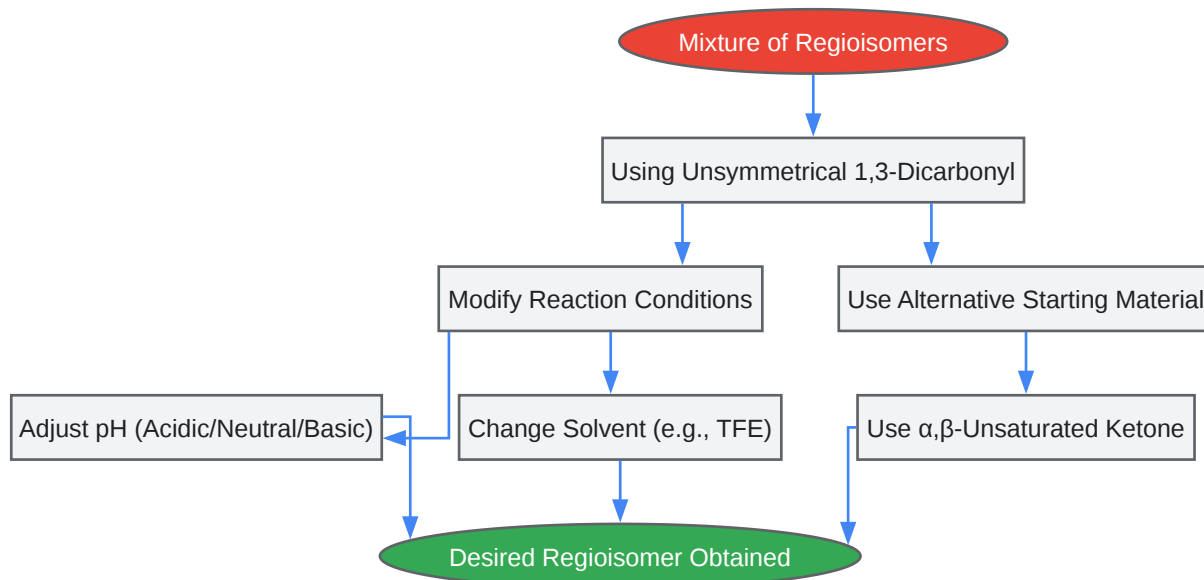 Mixture of Regioisomers
Using Unsymmetrical 1,3-Dicarbonyl
Modify Reaction Conditions
Use Alternative Starting Material
Adjust pH (Acidic/Neutral/Basic)
Change Solvent (e.g., TFE)
Use α,β-Unsaturated Ketone
Desired Regioisomer Obtained